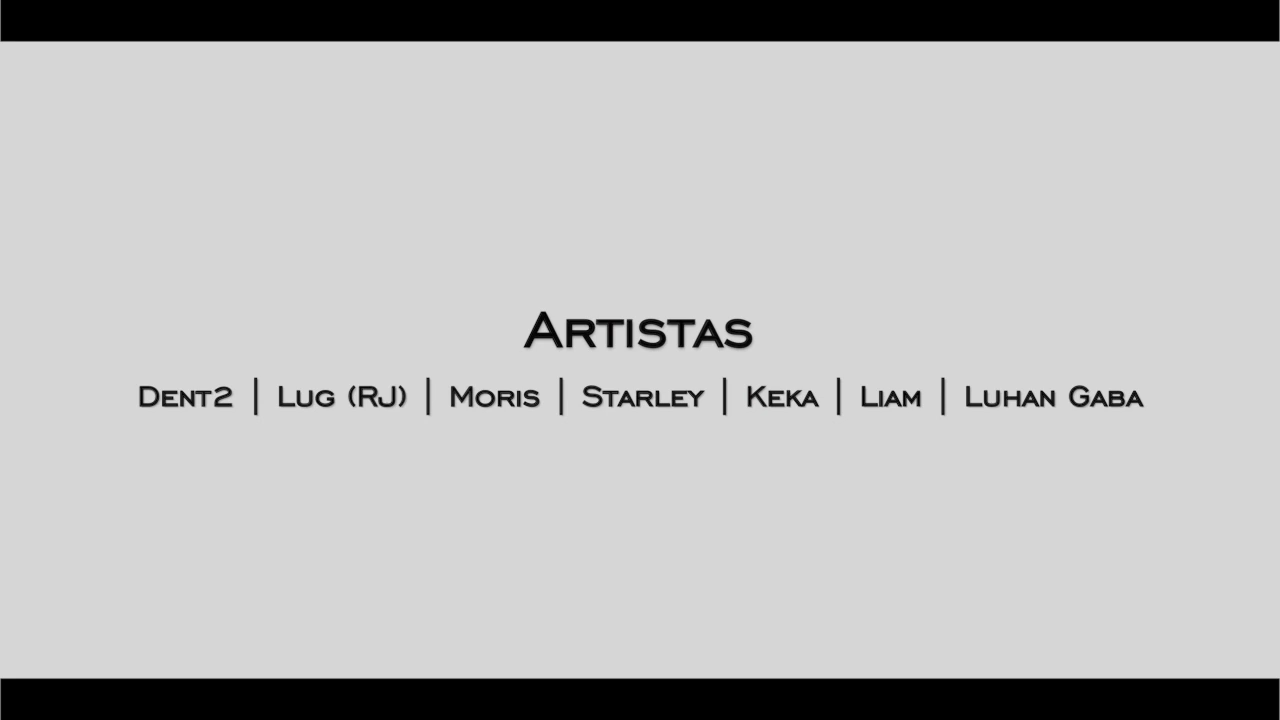 Artistas
Dent2 | Lug (RJ) | Moris | Starley | Keka | Liam | Luhan Gaba